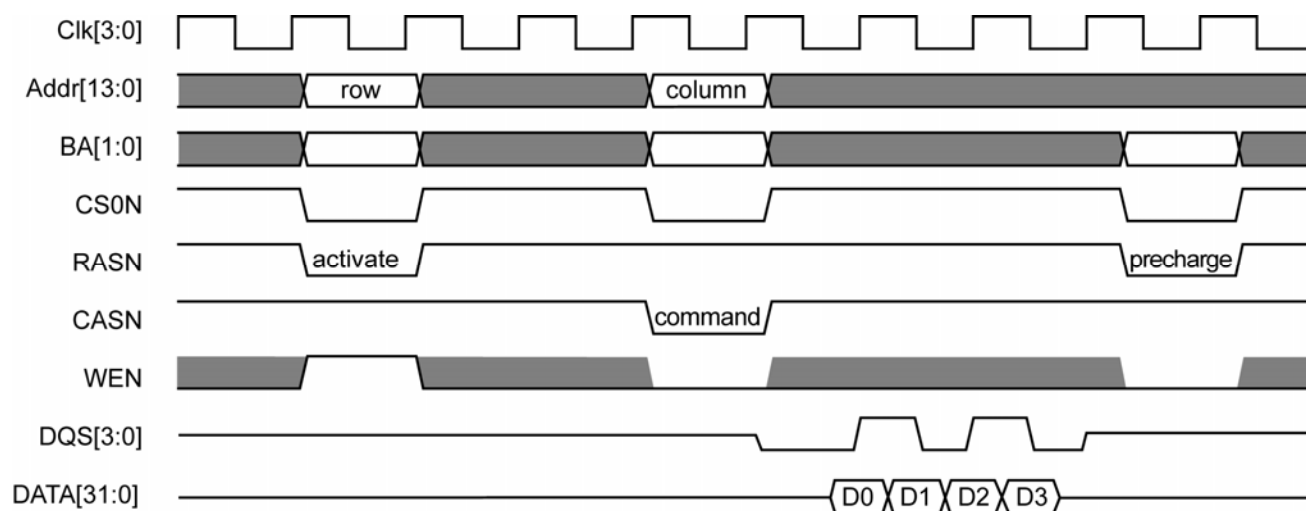 Clk[3:0]
Addr[13:0] row column
BA[1:0]
CS0N
RASN activate precharge
CASN command
WEN
DQS[3:0]
DATA[31:0] D0 D1 D2 D3